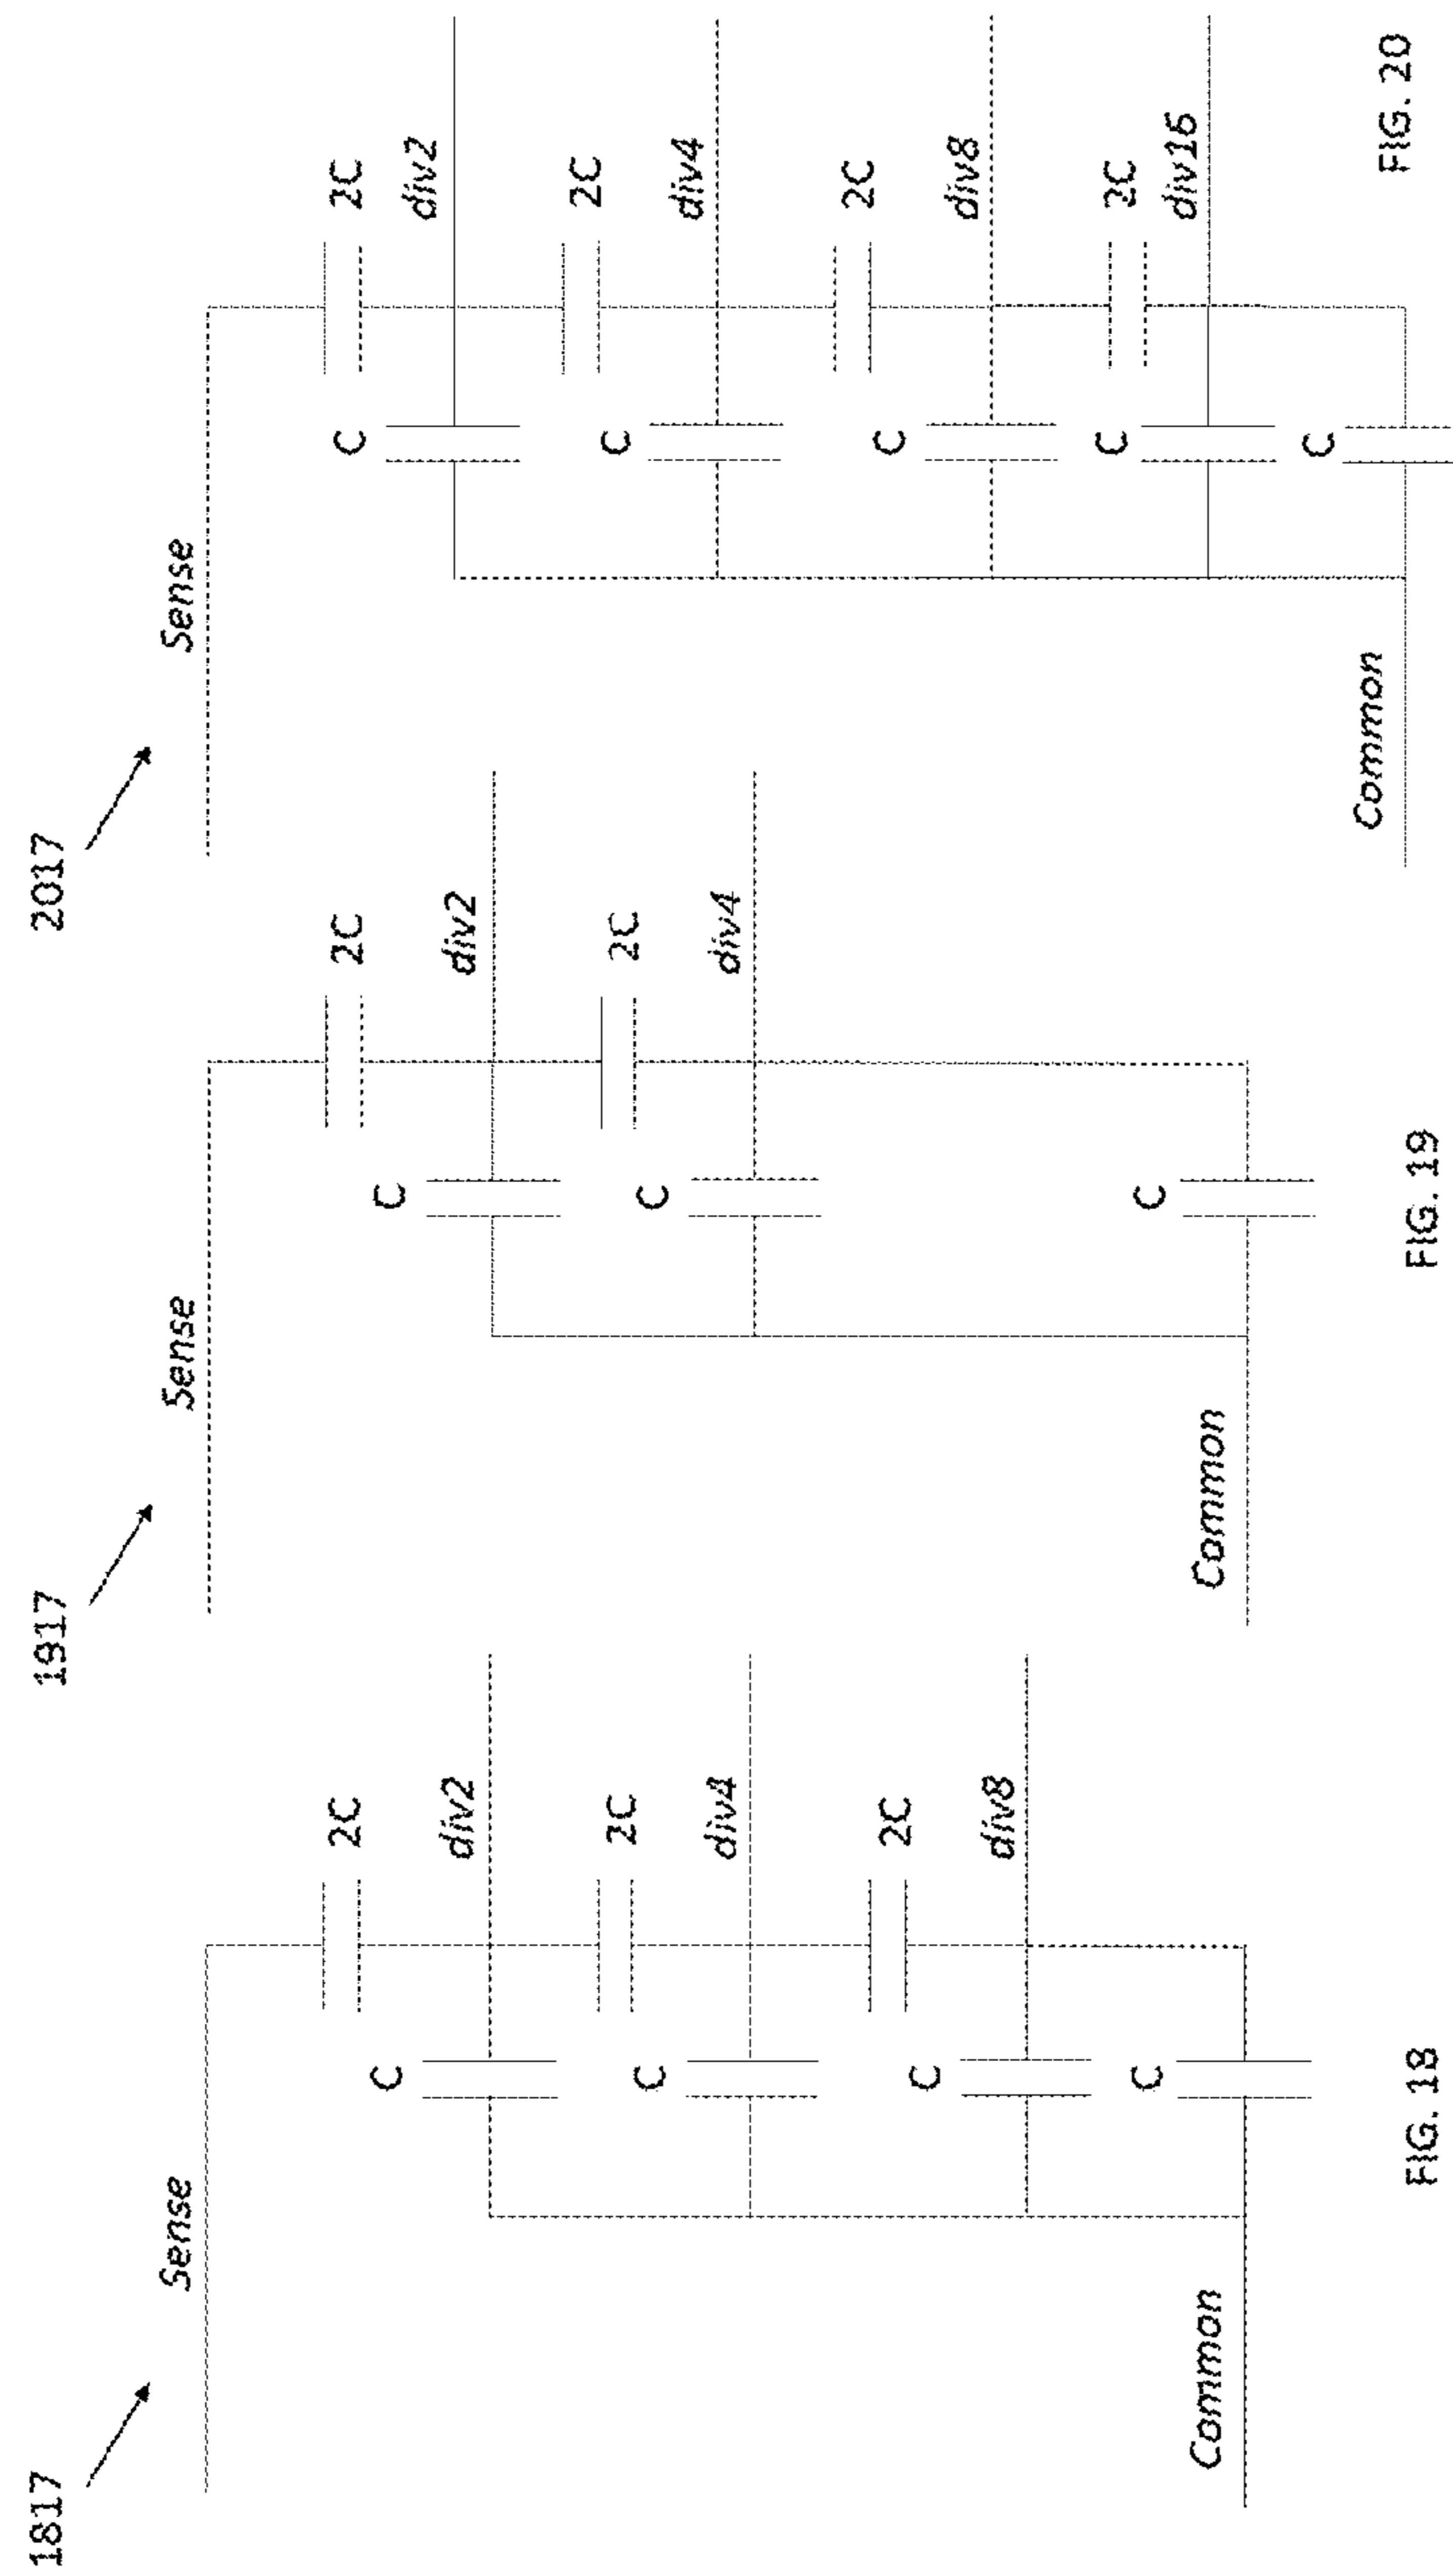 1817
Sense
2C
C
div2
2C
C
div4
2C
C
div8
C
Common
FIG. 18
1917
Sense
2C
C
div2
2C
C
div4
C
Common
FIG. 19
2017
Sense
2C
C
div2
2C
C
div4
2C
C
div8
2C
C
div16
C
Common
FIG. 20